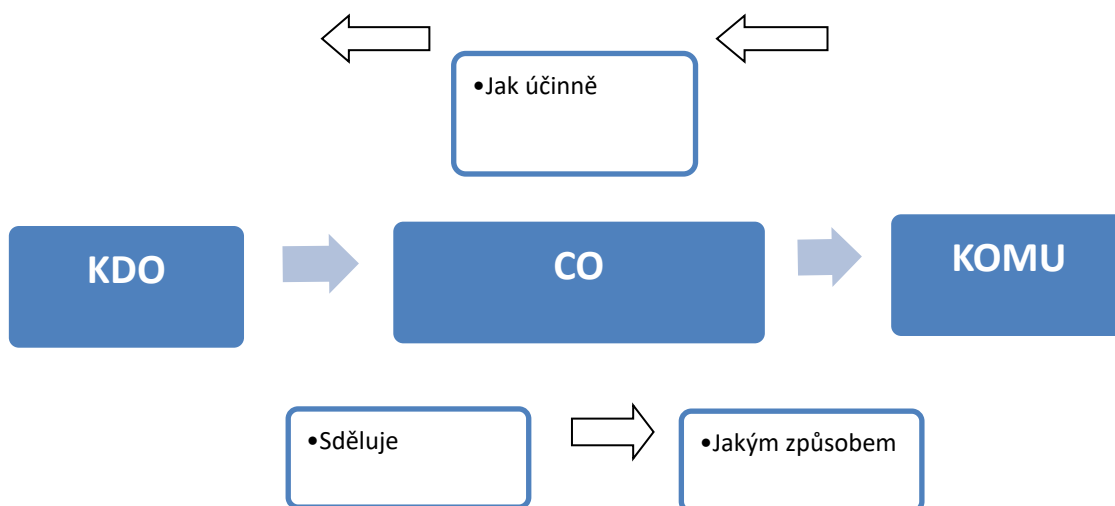 •Jak účinně
KDO
CO
KOMU
•Sděluje
•Jakým způsobem